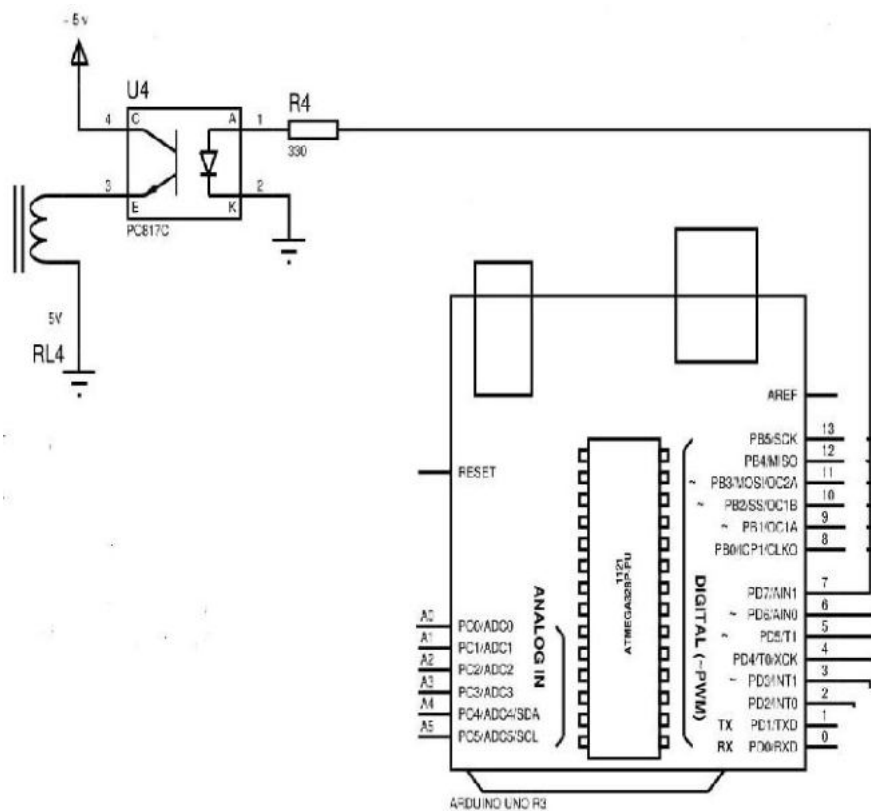 - 5 v
U4
R4
4 C A 1
330
3 E K 2
PC817C
5V
RL4
AREF
13
PB5/SCK
12
PB4/MISO
RESET
11
~ PB3/MOSI/OC2A
10
~ PB2/SS/OC1B
9
~ PB1/OC1A
8
PB0/ICP1/CLKO
1121
ATMEGA328P-PU
ANALOG IN
DIGITAL (~PWM)
7
PD7/AIN1
6
~ PD6/AIN0
5
~ PD5/T1
4
PD4/T0/XCK
3
~ PD3/INT1
2
PD2/INT0
1
TX PD1/TXD
0
RX PD0/RXD
A0
PC0/ADC0
A1
PC1/ADC1
A2
PC2/ADC2
A3
PC3/ADC3
A4
PC4/ADC4/SDA
A5
PC5/ADC5/SCL
ARDUINO UNO R3